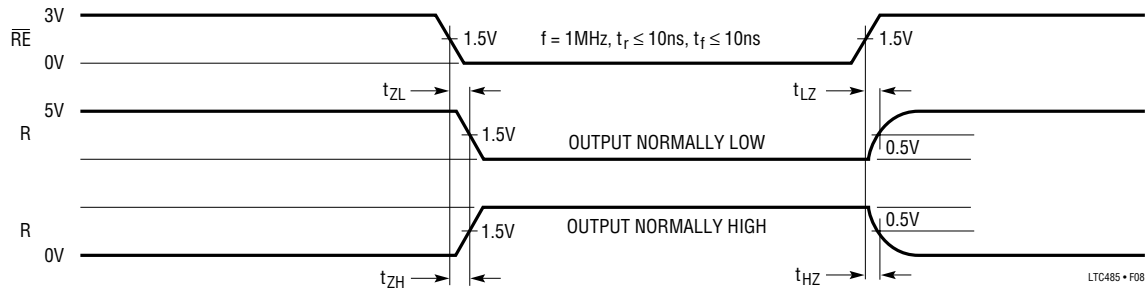 3V
RE
1.5V
f = 1MHz, tr ≤ 10ns, tf ≤ 10ns
1.5V
0V
tZL
tLZ
5V
R
1.5V
OUTPUT NORMALLY LOW
0.5V
R
1.5V
OUTPUT NORMALLY HIGH
0.5V
0V
tZH
tHZ
LTC485 • F08